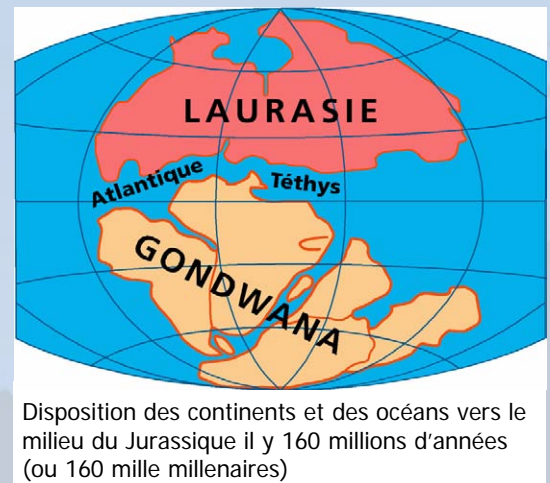 LAURASIE
Atlantique
Téthys
GONDWANA
Disposition des continents et des océans vers le
milieu du Jurassique il y 160 millions d'années
(ou 160 mille millenaires)